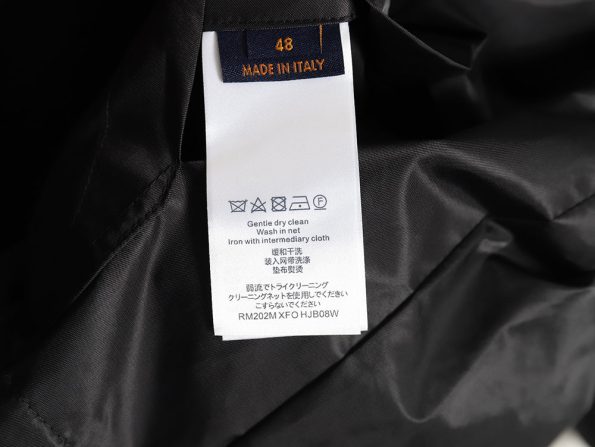 48
MADE IN ITALY
Gentle dry clean
Wash in net
Iron with intermediary cloth
缓和干洗
装入网带洗涤
垫布熨烫
弱流でトライクリーニング
クリーニングネットを使用してください
こすらないでください
RM202M XFO HJB08W